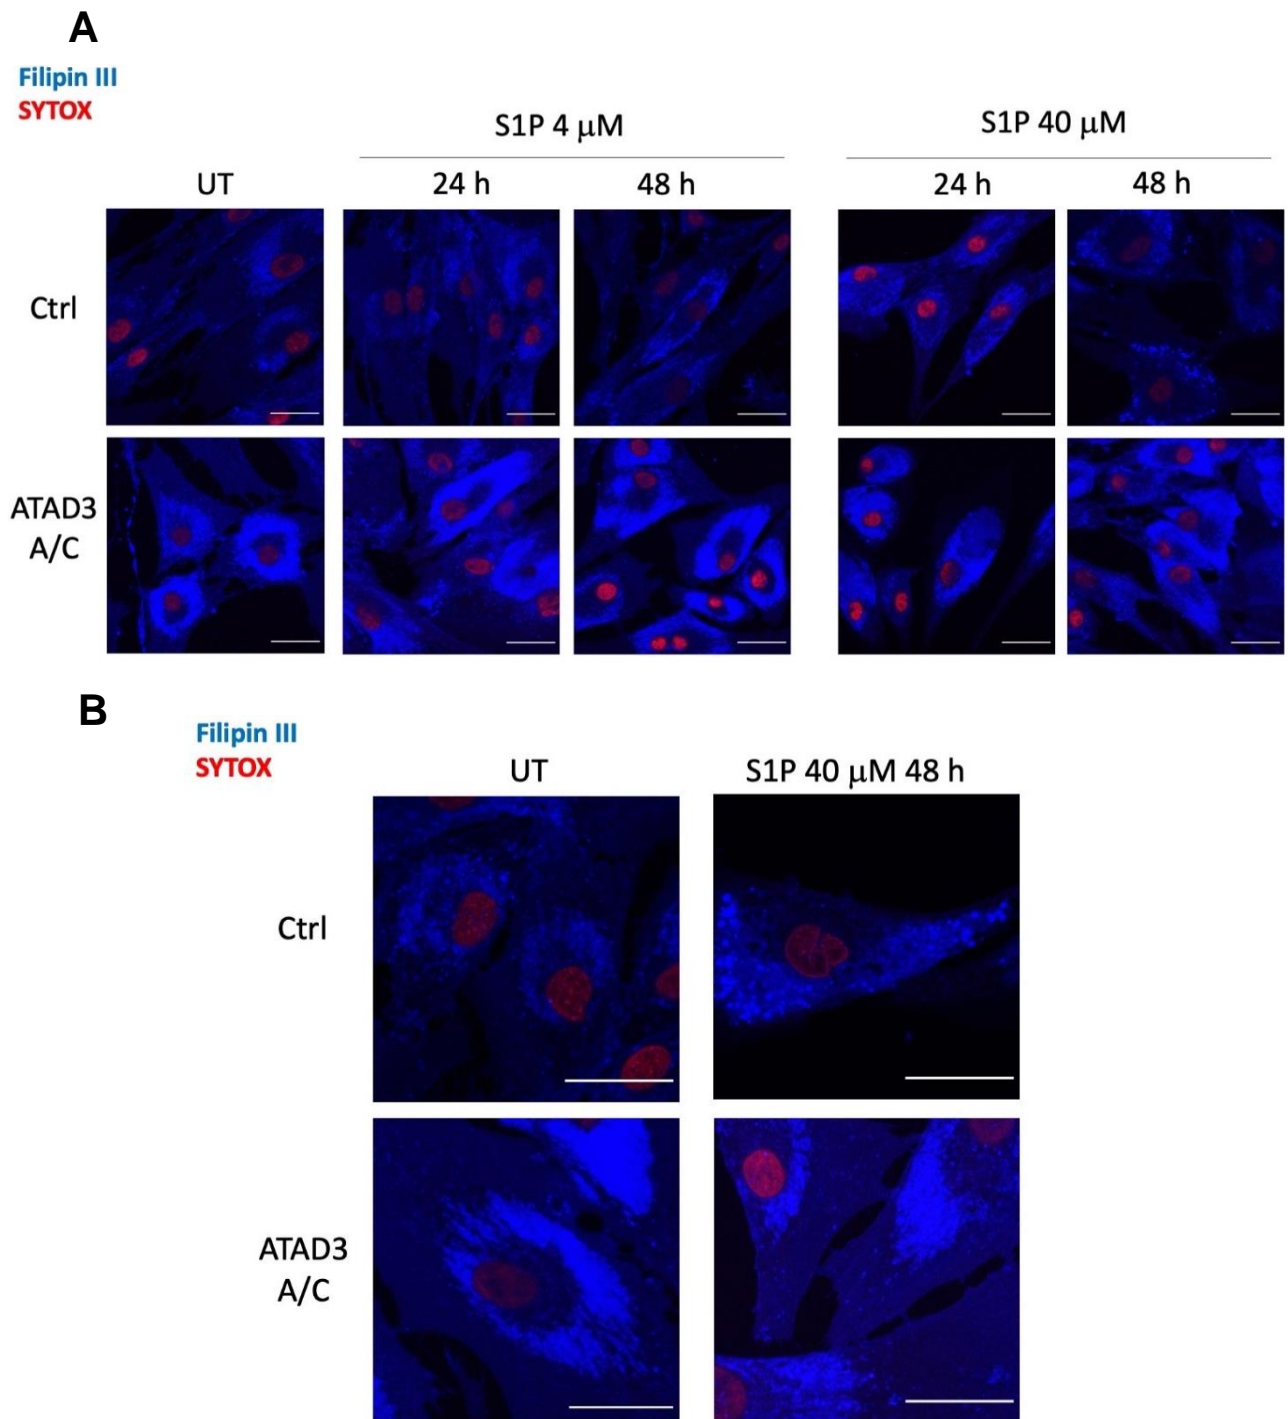 A
Filipin III
SYTOX
S1P 4 μM
S1P 40 μM
UT
24 h
48 h
24 h
48 h
Ctrl
ATAD3
A/C
B
Filipin III
SYTOX
UT
S1P 40 μM 48 h
Ctrl
ATAD3
A/C